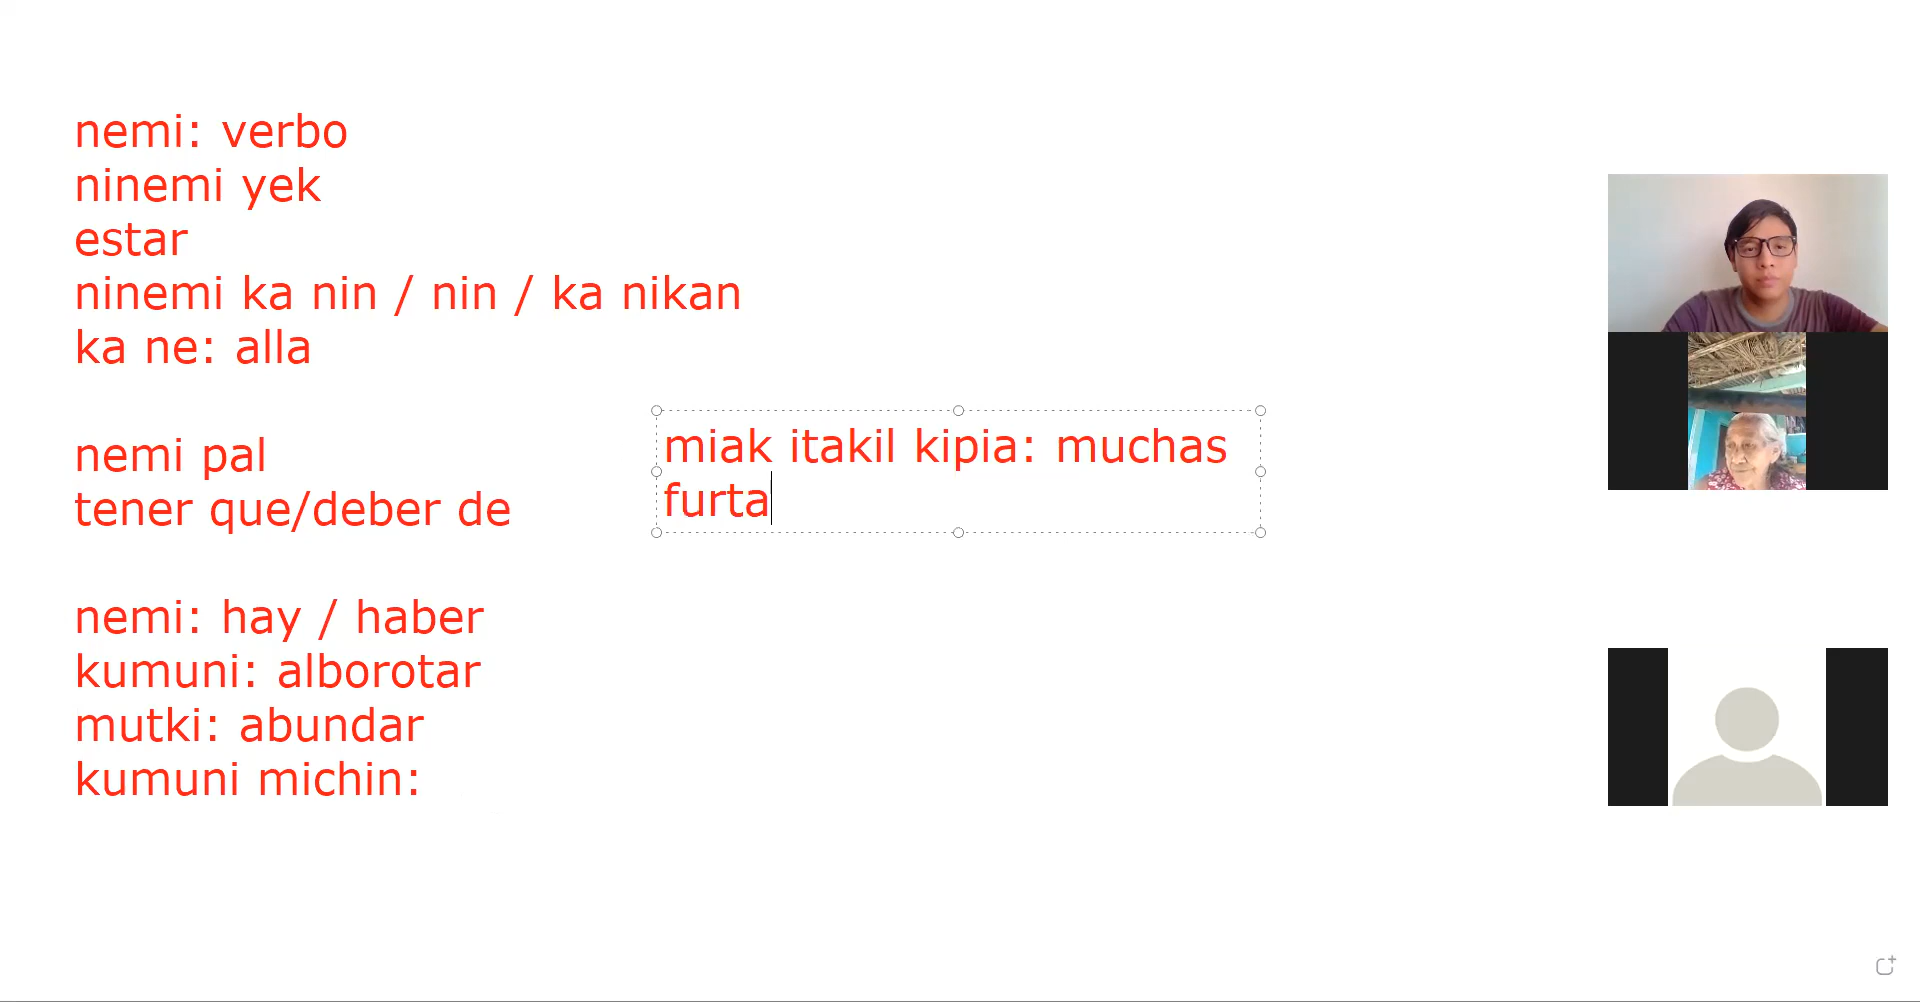 nemi: verbo
ninemi yek
estar
ninemi ka nin / nin / ka nikan
ka ne: alla
nemi pal
tener que/deber de
miak itakil kipia: muchas
furta
nemi: hay / haber
kumuni: alborotar
mutki: abundar
kumuni michin: